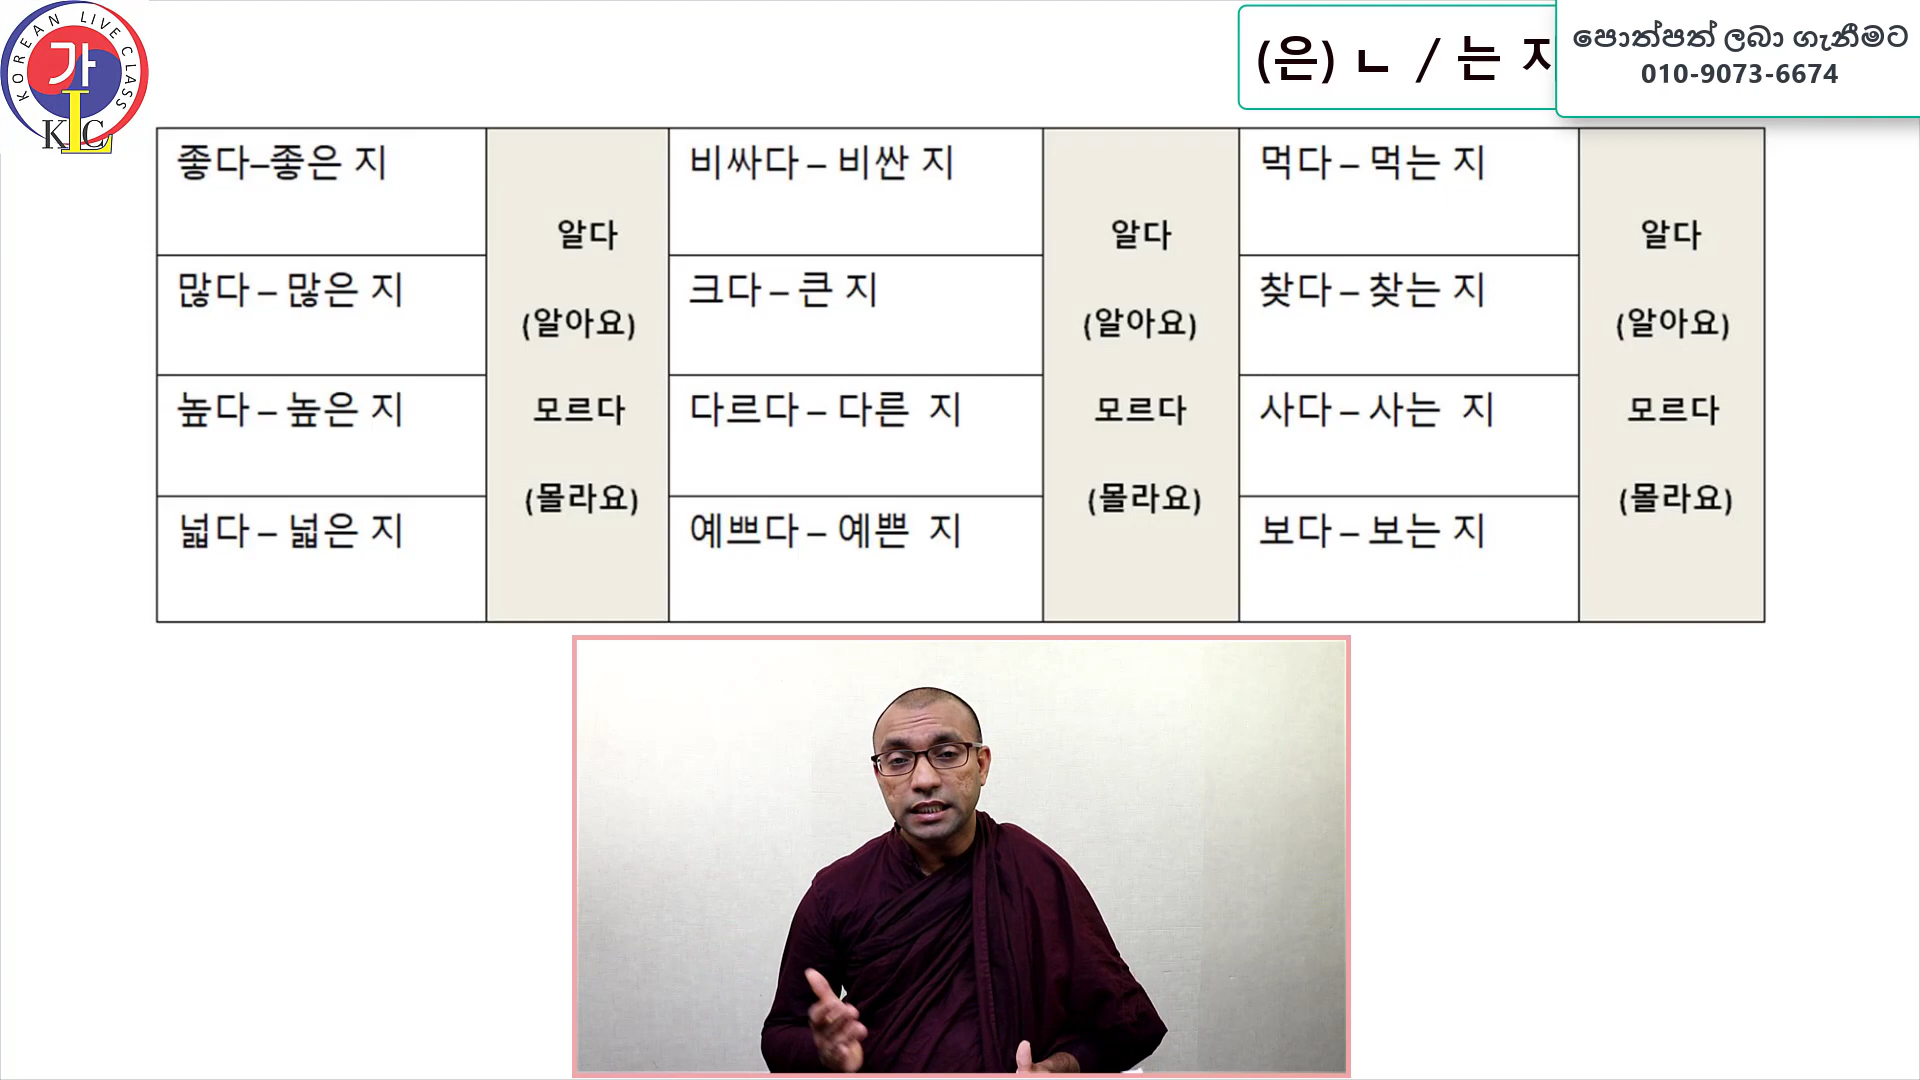 KOREAN LIVE CLASS
가
KLC
(은) ㄴ / 는
පොත්පත් ලබා ගැනීමට
010-9073-6674
좋다–좋은 지
많다 – 많은 지
높다 – 높은 지
넓다 – 넓은 지
알다
(알아요)
모르다
(몰라요)
비싸다 – 비싼 지
크다 – 큰 지
다르다 – 다른 지
예쁘다 – 예쁜 지
알다
(알아요)
모르다
(몰라요)
먹다 – 먹는 지
찾다 – 찾는 지
사다 – 사는 지
보다 – 보는 지
알다
(알아요)
모르다
(몰라요)